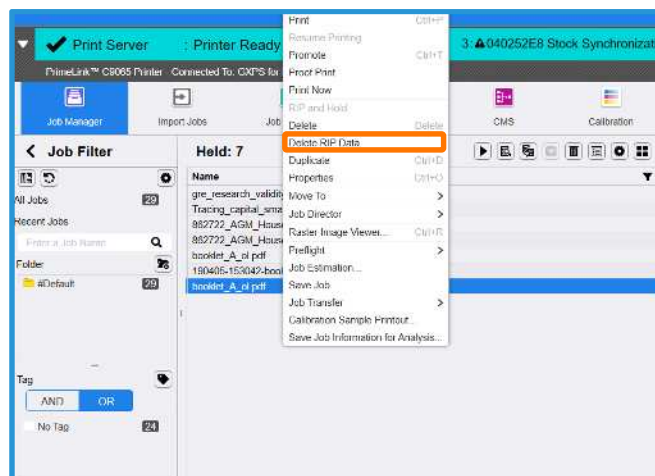 Print Server : Printer Ready
3: 040252E8 Stock Synchronizati
PrimeLink™ C9065 Printer Connected To: GXPS for
Job Manager
Import Jobs
Job
CMS
Calibration
Job Filter
All Jobs 29
Recent Jobs
Enter a Job Name
Folder
#Default 29
Tag
AND OR
No Tag 24
Held: 7
Name
gre_research_validity
Tracing_capital_sma
862722_AGM_Hous
862722_AGM_Hous
booklet_A_ol.pdf
190405-153042-boo
booklet_A_ol.pdf
Print Ctrl+P
Resume Printing
Promote Ctrl+T
Proof Print
Print Now
RIP and Hold
Delete Delete
Delete RIP Data
Duplicate Ctrl+D
Properties Ctrl+O
Move To >
Job Director >
Raster Image Viewer... Ctrl+R
Preflight >
Job Estimation...
Save Job
Job Transfer >
Calibration Sample Printout...
Save Job Information for Analysis...